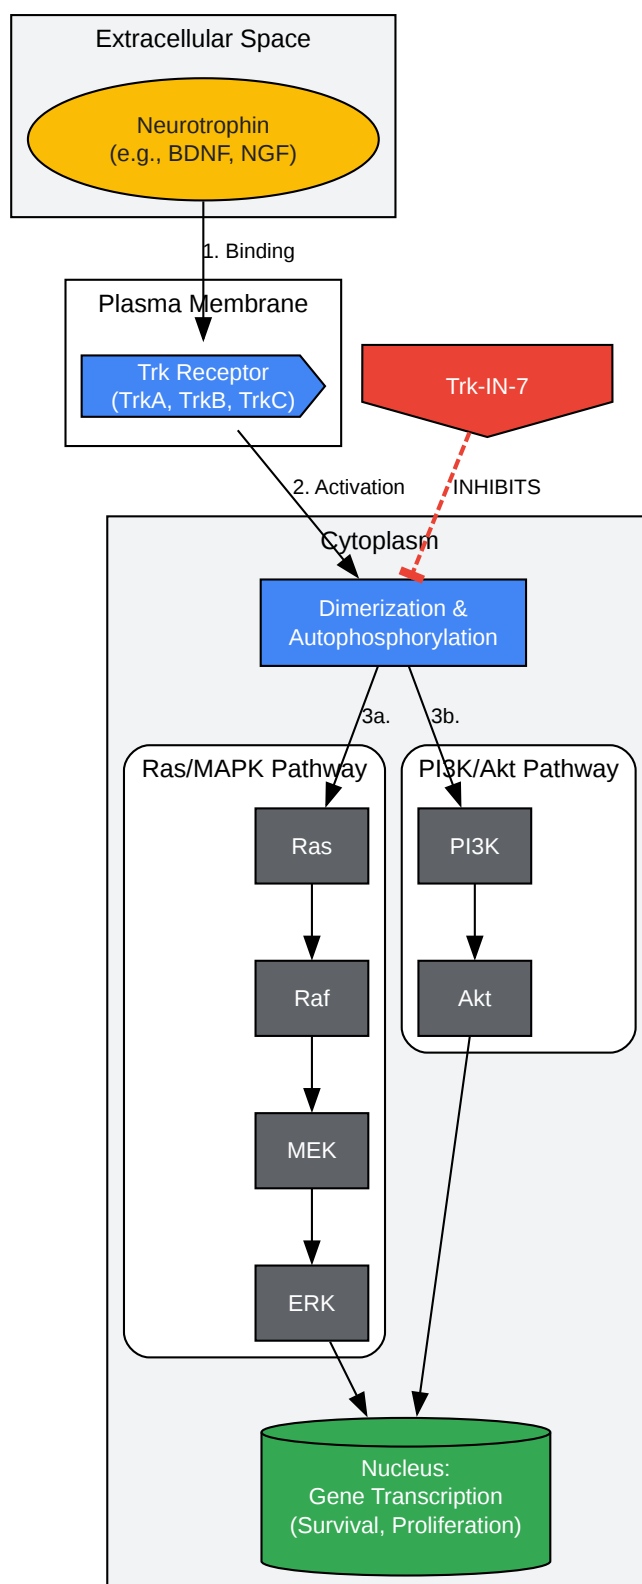 Extracellular Space
Neurotrophin
(e.g., BDNF, NGF)
1. Binding
Plasma Membrane
Trk Receptor
(TrkA, TrkB, TrkC)
Trk-IN-7
2. Activation
INHIBITS
Cytoplasm
Dimerization &
Autophosphorylation
3a.
3b.
Ras/MAPK Pathway
PI3K/Akt Pathway
Ras
PI3K
Raf
Akt
MEK
ERK
Nucleus:
Gene Transcription
(Survival, Proliferation)